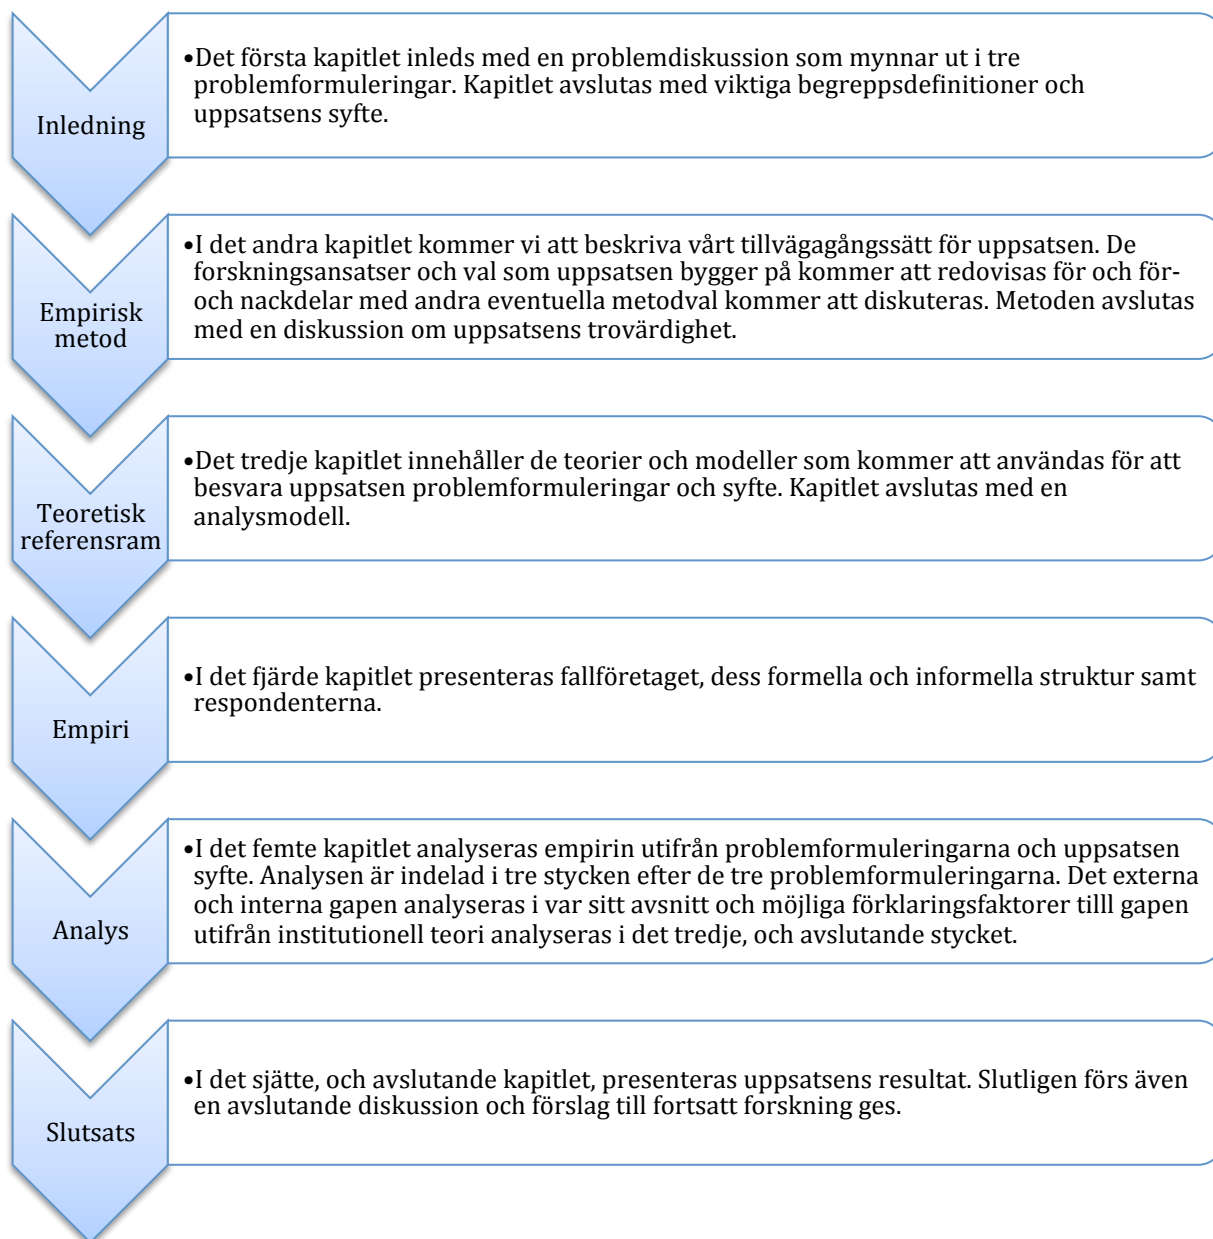 Inledning
•Det första kapitlet inleds med en problemdiskussion som mynnar ut i tre
problemformuleringar. Kapitlet avslutas med viktiga begreppsdefinitioner och
uppsatsens syfte.
Empirisk
metod
•I det andra kapitlet kommer vi att beskriva vårt tillvägagångssätt för uppsatsen. De
forskningsansatser och val som uppsatsen bygger på kommer att redovisas för och för-
och nackdelar med andra eventuella metodval kommer att diskuteras. Metoden avslutas
med en diskussion om uppsatsens trovärdighet.
Teoretisk
referensram
•Det tredje kapitlet innehåller de teorier och modeller som kommer att användas för att
besvara uppsatsen problemformuleringar och syfte. Kapitlet avslutas med en
analysmodell.
Empiri
•I det fjärde kapitlet presenteras fallföretaget, dess formella och informella struktur samt
respondenterna.
Analys
•I det femte kapitlet analyseras empirin utifrån problemformuleringarna och uppsatsen
syfte. Analysen är indelad i tre stycken efter de tre problemformuleringarna. Det externa
och interna gapen analyseras i var sitt avsnitt och möjliga förklaringsfaktorer tilll gapen
utifrån institutionell teori analyseras i det tredje, och avslutande stycket.
Slutsats
•I det sjätte, och avslutande kapitlet, presenteras uppsatsens resultat. Slutligen förs även
en avslutande diskussion och förslag till fortsatt forskning ges.